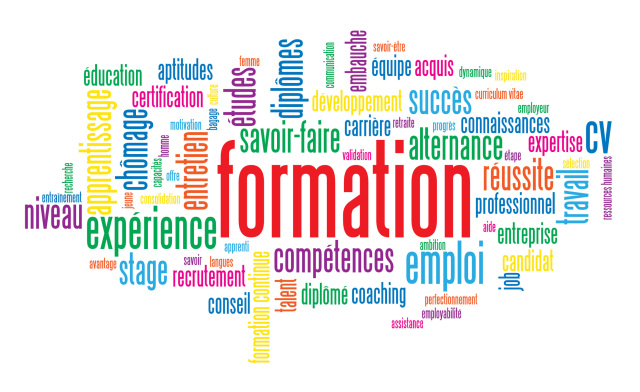 savoir-être
femme
communication
embauche
diplômes
éducation
aptitudes
équipe
acquis
dynamique
inspiration
études
culture
certification
développement
succès
curriculum vitae
apprentissage
chômage
bagage
employeur
motivation
savoir-faire
carrière
retraite
progrès
connaissances
homme
entretien
validation
alternance
étape
expertise
cv
recherche
capacités
offre
formation
réussite
travail
sélection
ressources humaines
entraînement
jeune
consolidation
niveau
expérience
professionnel
aide
entreprise
apprenti
ambition
avantage
stage
savoir
langues
recrutement
compétences
emploi
candidat
job
formation continue
talent
diplômé
coaching
conseil
perfectionnement
employabilité
assistance